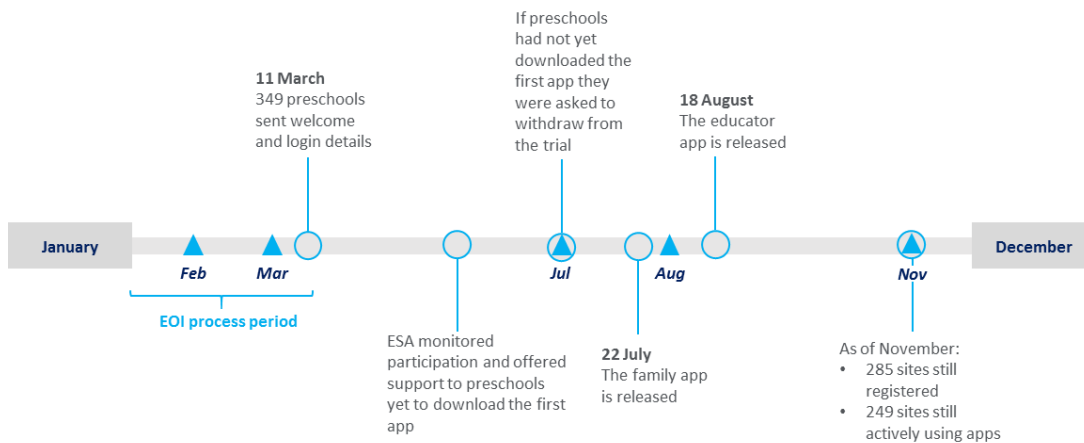 If preschools
had not yet
downloaded the
first app they
were asked to
withdraw from
the trial
11 March
349 preschools
sent welcome
and login details
18 August
The educator
app is released
January
December
Feb
Mar
Jul
Aug
Nov
EOI process period
ESA monitored
participation and offered
support to preschools
yet to download the first
app
22 July
The family app
is released
As of November:
• 285 sites still
registered
• 249 sites still
actively using apps